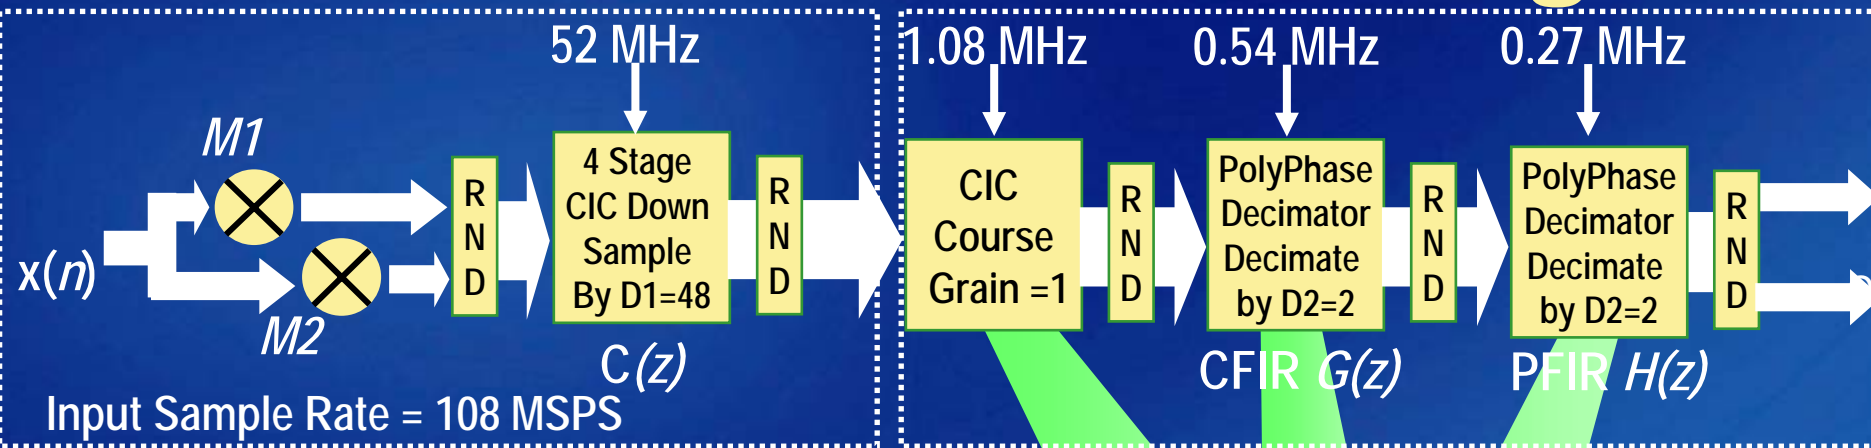 52 MHz
1.08 MHz
0.54 MHz
0.27 MHz
M1
x(n)
M2
R
N
D
4 Stage
CIC Down
Sample
By D1=48
C(z)
R
N
D
Input Sample Rate = 108 MSPS
CIC
Course
Grain =1
R
N
D
PolyPhase
Decimator
Decimate
by D2=2
CFIR G(z)
R
N
D
PolyPhase
Decimator
Decimate
by D2=2
PFIR H(z)
R
N
D